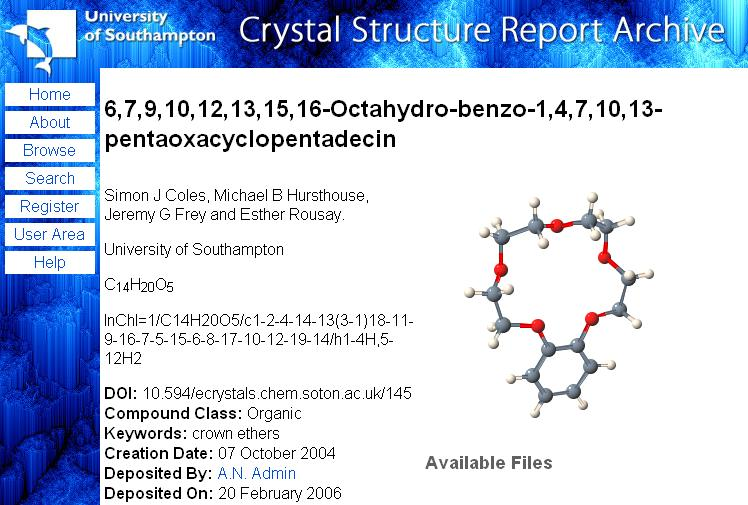 University
of Southampton
Crystal Structure Report Archive
Home
About
Browse
Search
Register
User Area
Help
6,7,9,10,12,13,15,16-Octahydro-benzo-1,4,7,10,13-
pentaoxacyclopentadecin
Simon J Coles, Michael B Hursthouse,
Jeremy G Frey and Esther Rousay.
University of Southampton
C14H20O5
InChI=1/C14H20O5/c1-2-4-14-13(3-1)18-11-
9-16-7-5-15-6-8-17-10-12-19-14/h1-4H,5-
12H2
DOI: 10.594/ecrystals.chem.soton.ac.uk/145
Compound Class: Organic
Keywords: crown ethers
Creation Date: 07 October 2004
Deposited By: A.N. Admin
Deposited On: 20 February 2006
Available Files